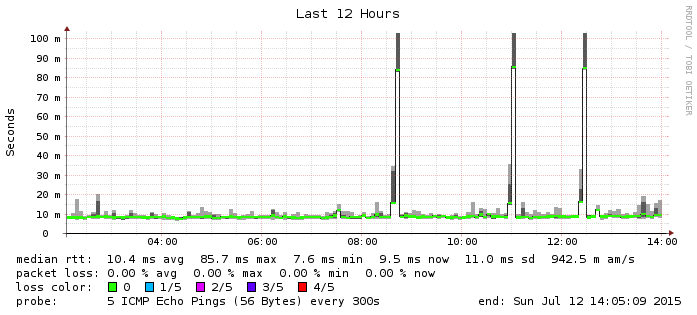 Last 12 Hours
RRDTOOL / TOBI OETIKER
Seconds
100 m
90 m
80 m
70 m
60 m
50 m
40 m
30 m
20 m
10 m
0
04:00 06:00 08:00 10:00 12:00 14:00
median rtt: 10.4 ms avg 85.7 ms max 7.6 ms min 9.5 ms now 11.0 ms sd 942.5 m am/s
packet loss: 0.00 % avg 0.00 % max 0.00 % min 0.00 % now
loss color: 0 1/5 2/5 3/5 4/5
probe: 5 ICMP Echo Pings (56 Bytes) every 300s end: Sun Jul 12 14:05:09 2015